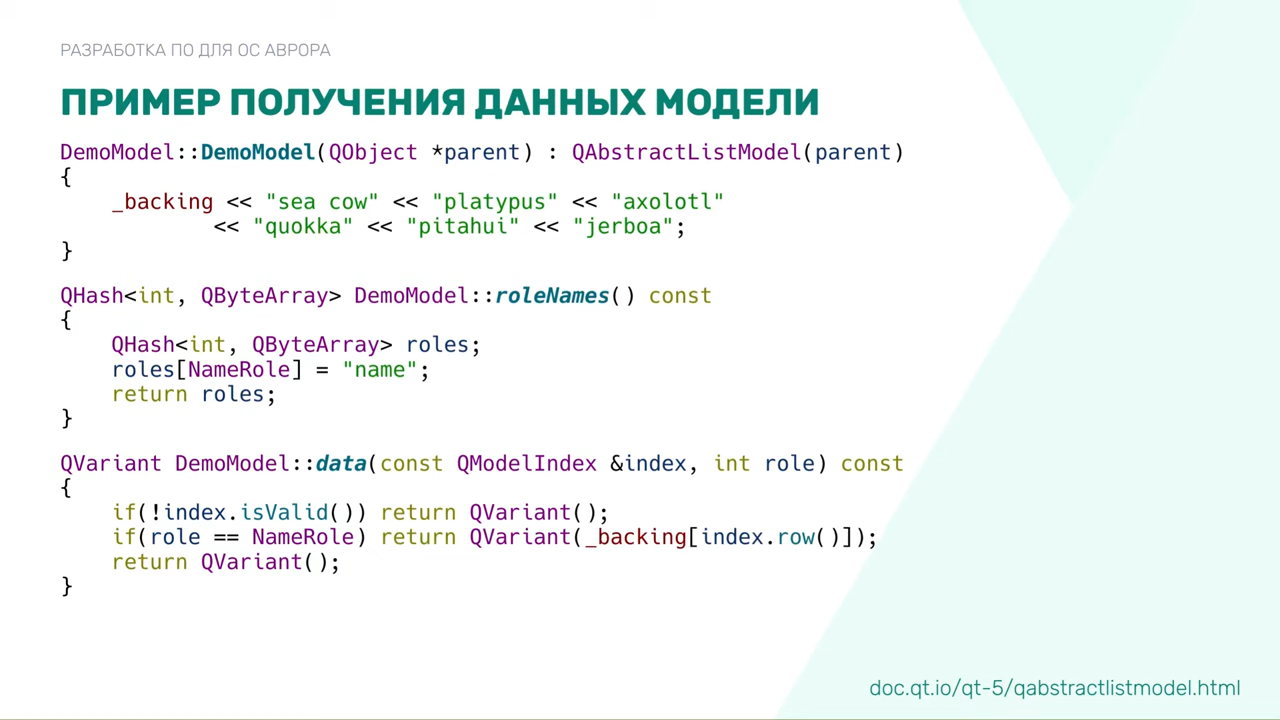 РАЗРАБОТКА ПО ДЛЯ ОС АВРОРА
ПРИМЕР ПОЛУЧЕНИЯ ДАННЫХ МОДЕЛИ
DemoModel::DemoModel(QObject *parent) : QAbstractListModel(parent)
{
    _backing << "sea cow" << "platypus" << "axolotl"
            << "quokka" << "pitahui" << "jerboa";
}
QHash<int, QByteArray> DemoModel::roleNames() const
{
    QHash<int, QByteArray> roles;
    roles[NameRole] = "name";
    return roles;
}
QVariant DemoModel::data(const QModelIndex &index, int role) const
{
    if(!index.isValid()) return QVariant();
    if(role == NameRole) return QVariant(_backing[index.row()]);
    return QVariant();
}
doc.qt.io/qt-5/qabstractlistmodel.html